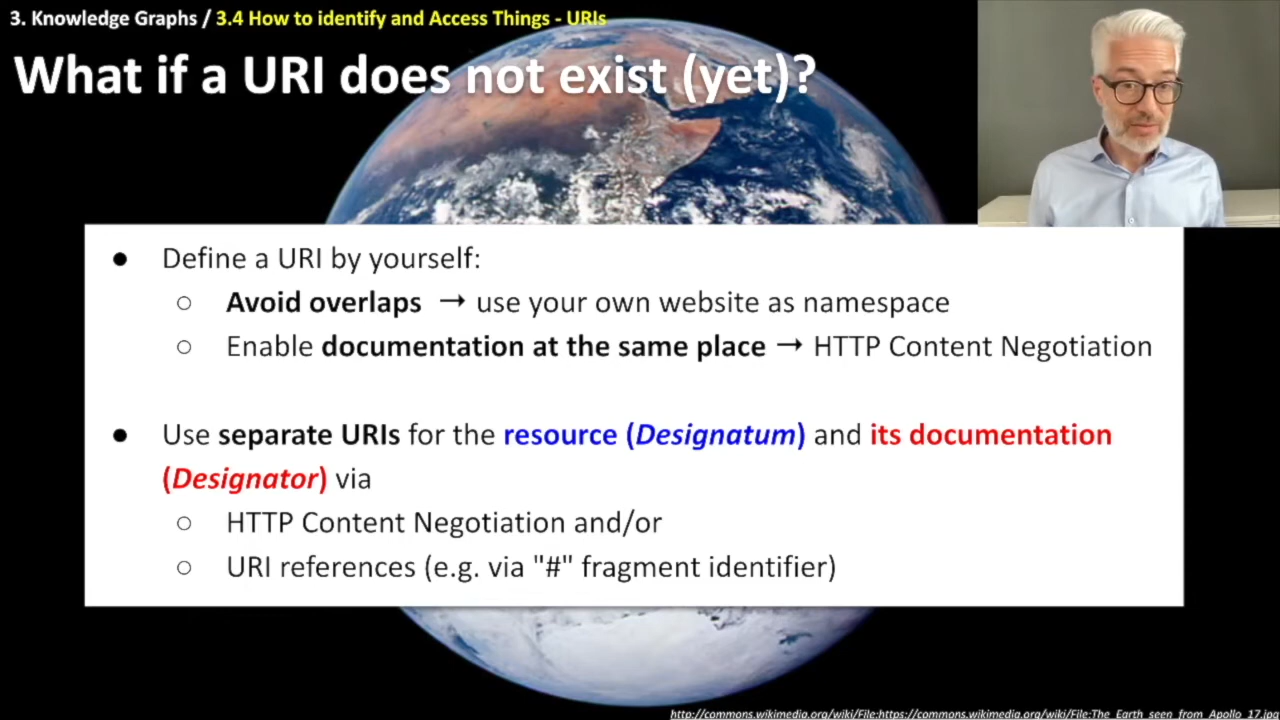 3. Knowledge Graphs / 3.4 How to identify and Access Things - URIs
What if a URI does not exist (yet)?
● Define a URI by yourself:
○ Avoid overlaps → use your own website as namespace
○ Enable documentation at the same place → HTTP Content Negotiation
● Use separate URIs for the resource (Designatum) and its documentation
(Designator) via
○ HTTP Content Negotiation and/or
○ URI references (e.g. via "#" fragment identifier)
http://commons.wikimedia.org/wiki/File:https://commons.wikimedia.org/wiki/File:The_Earth_seen_from_Apollo_17.jpg